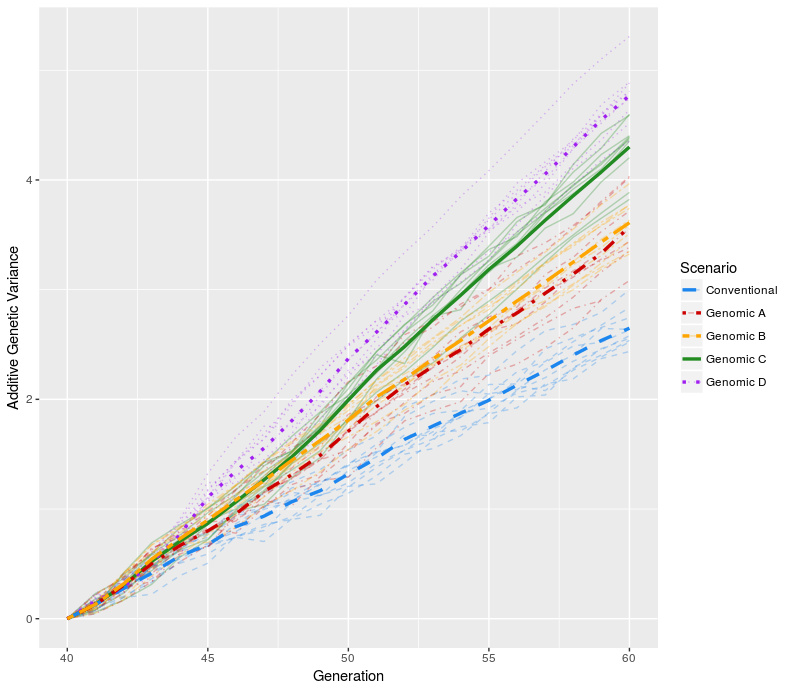 Additive Genetic Variance
4
2
0
40 45 50 55 60
Generation
Scenario
Conventional
Genomic A
Genomic B
Genomic C
Genomic D